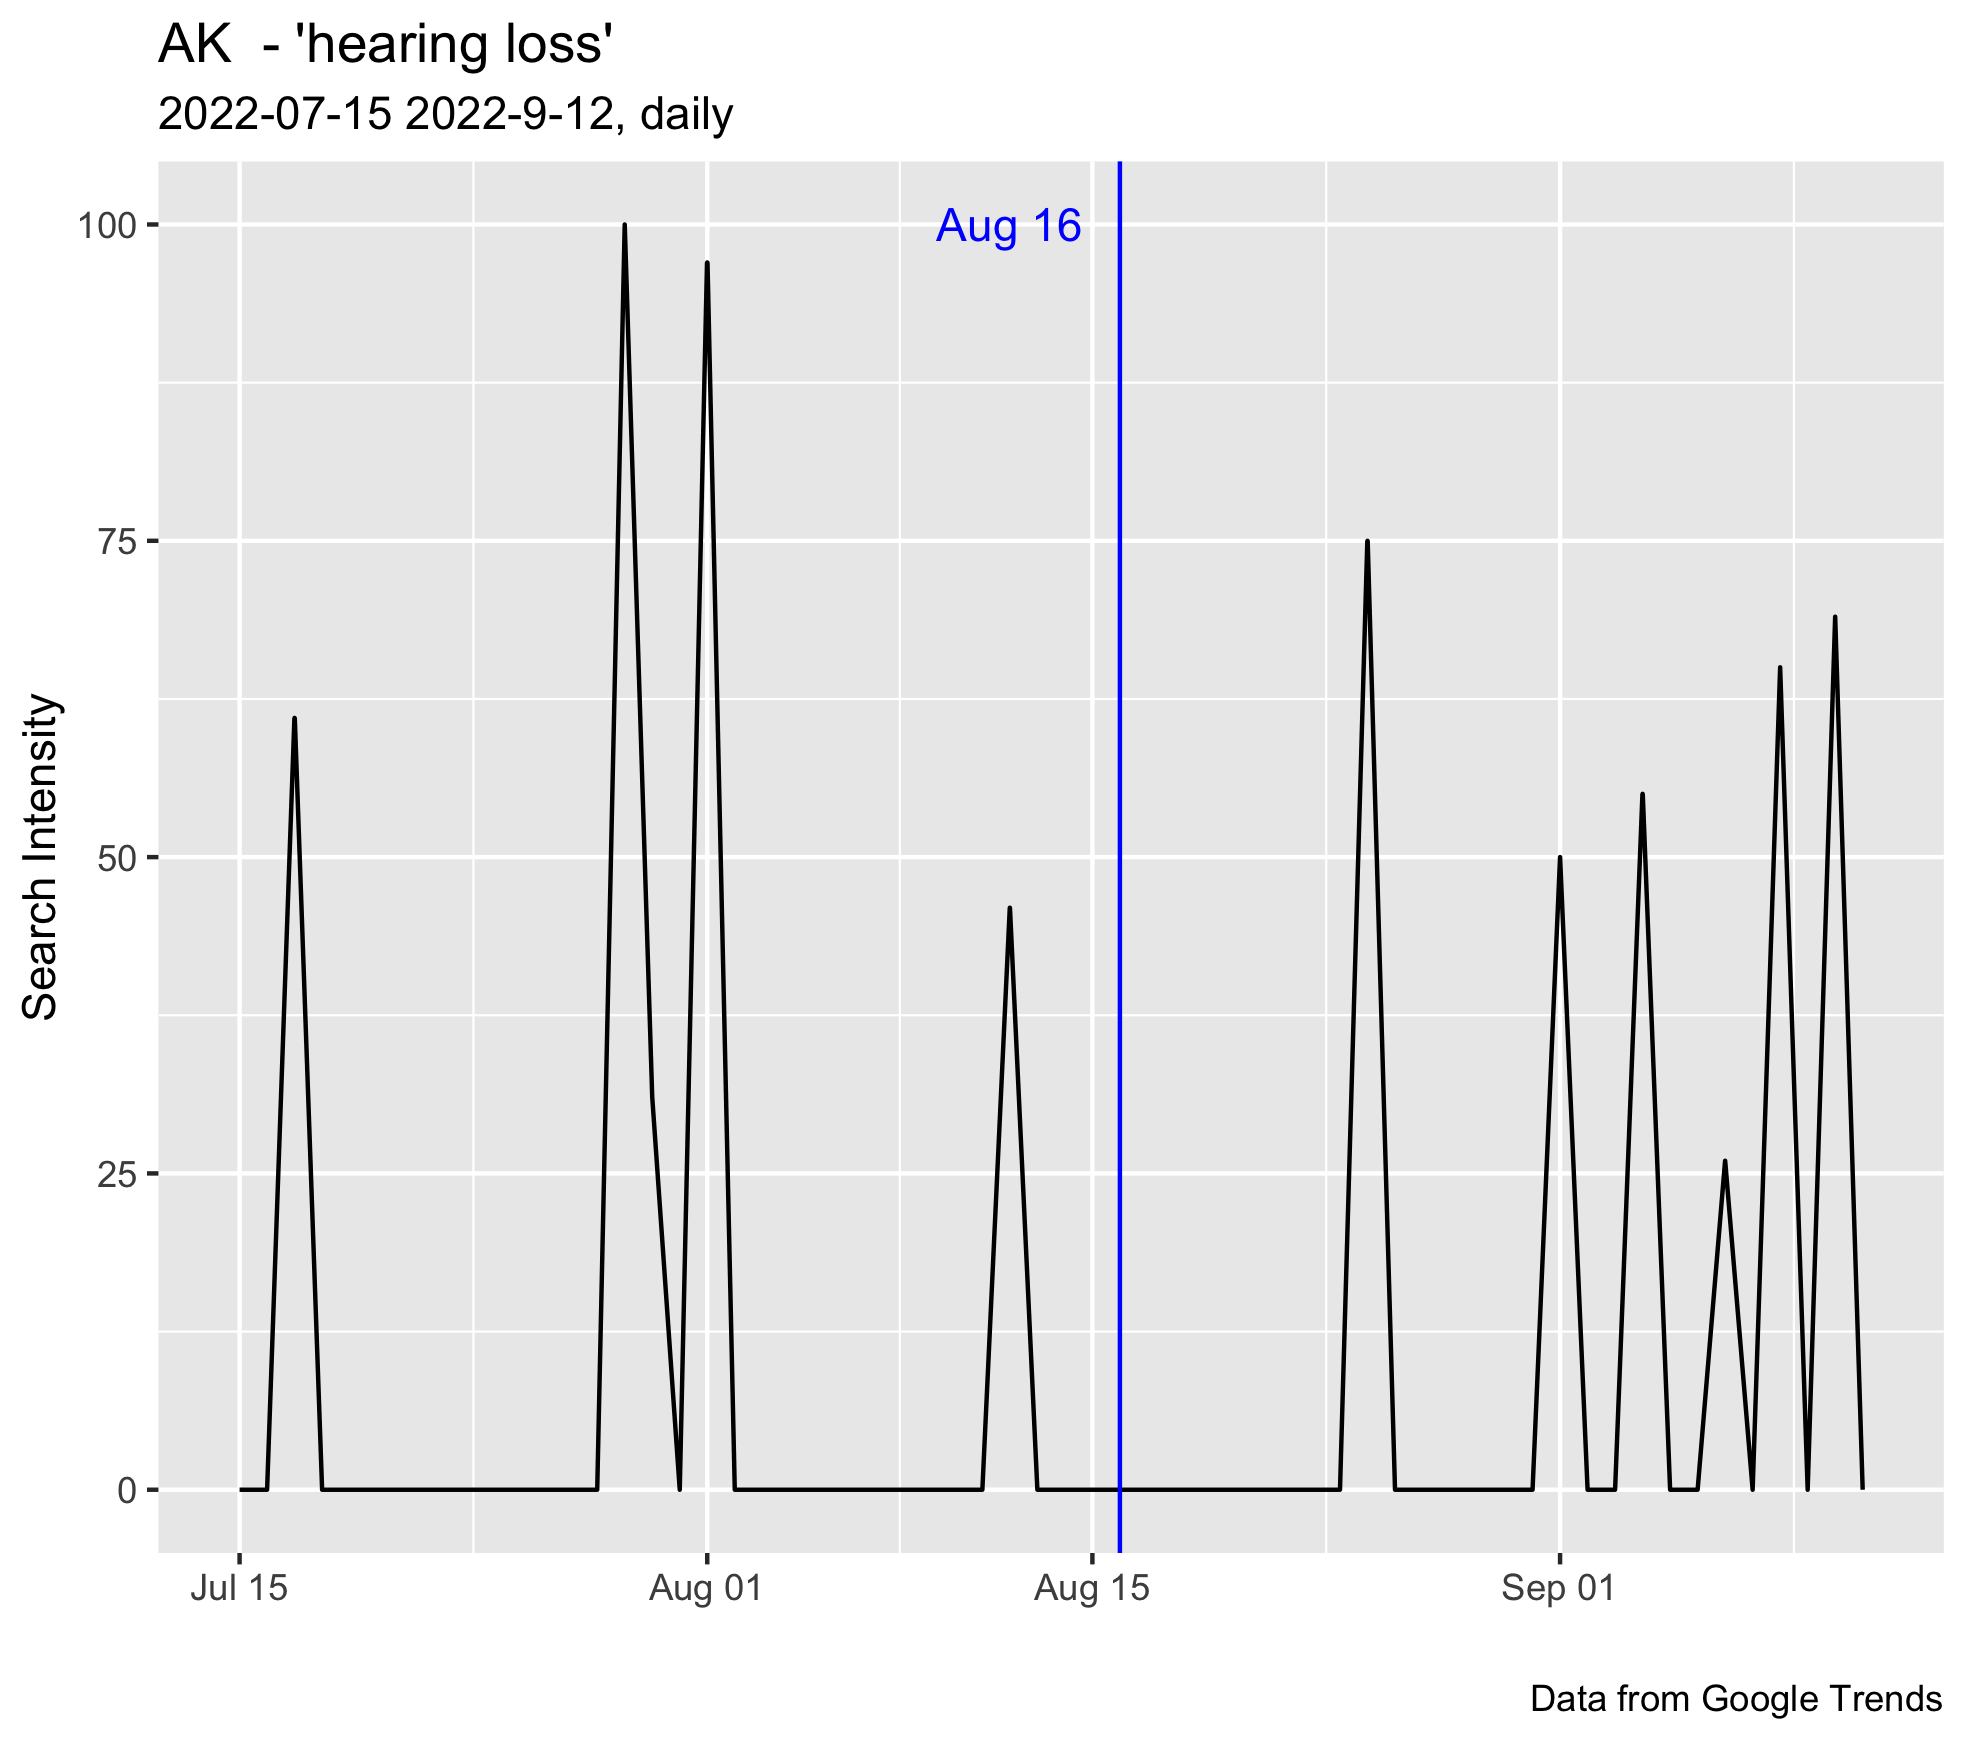 AK  - 'hearing loss'
2022-07-15 2022-9-12, daily
Aug 16
100
75
50
25
0
Search Intensity
Jul 15
Aug 01
Aug 15
Sep 01
Data from Google Trends